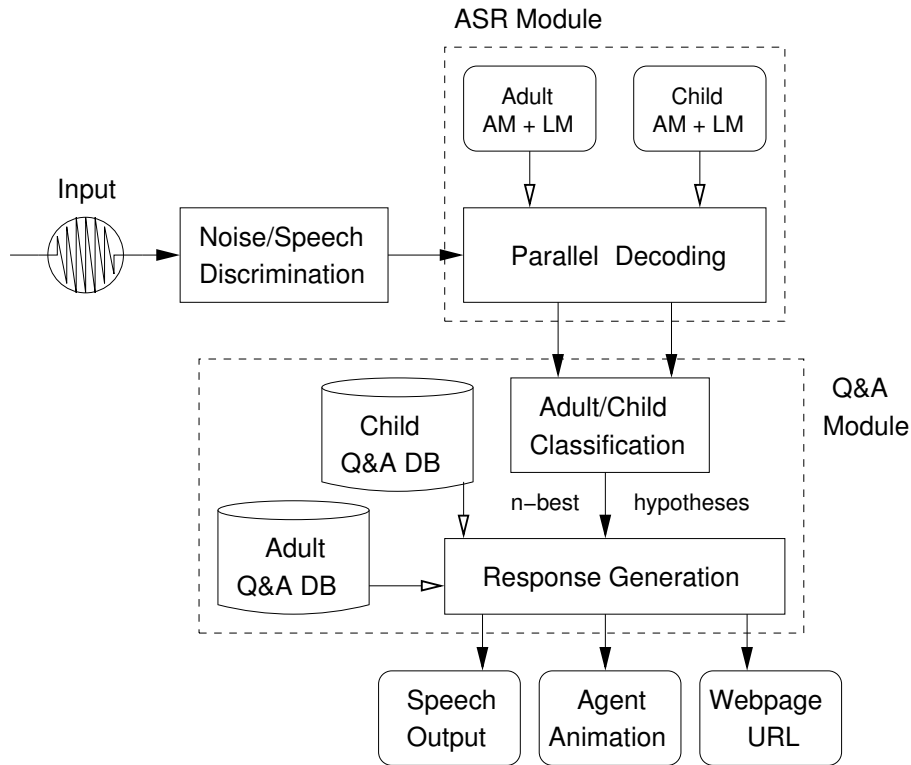 ASR Module
Adult
AM + LM
Child
AM + LM
Input
Noise/Speech
Discrimination
Parallel Decoding
Q&A
Module
Child
Q&A DB
Adult/Child
Classification
n−best hypotheses
Adult
Q&A DB
Response Generation
Speech
Output
Agent
Animation
Webpage
URL